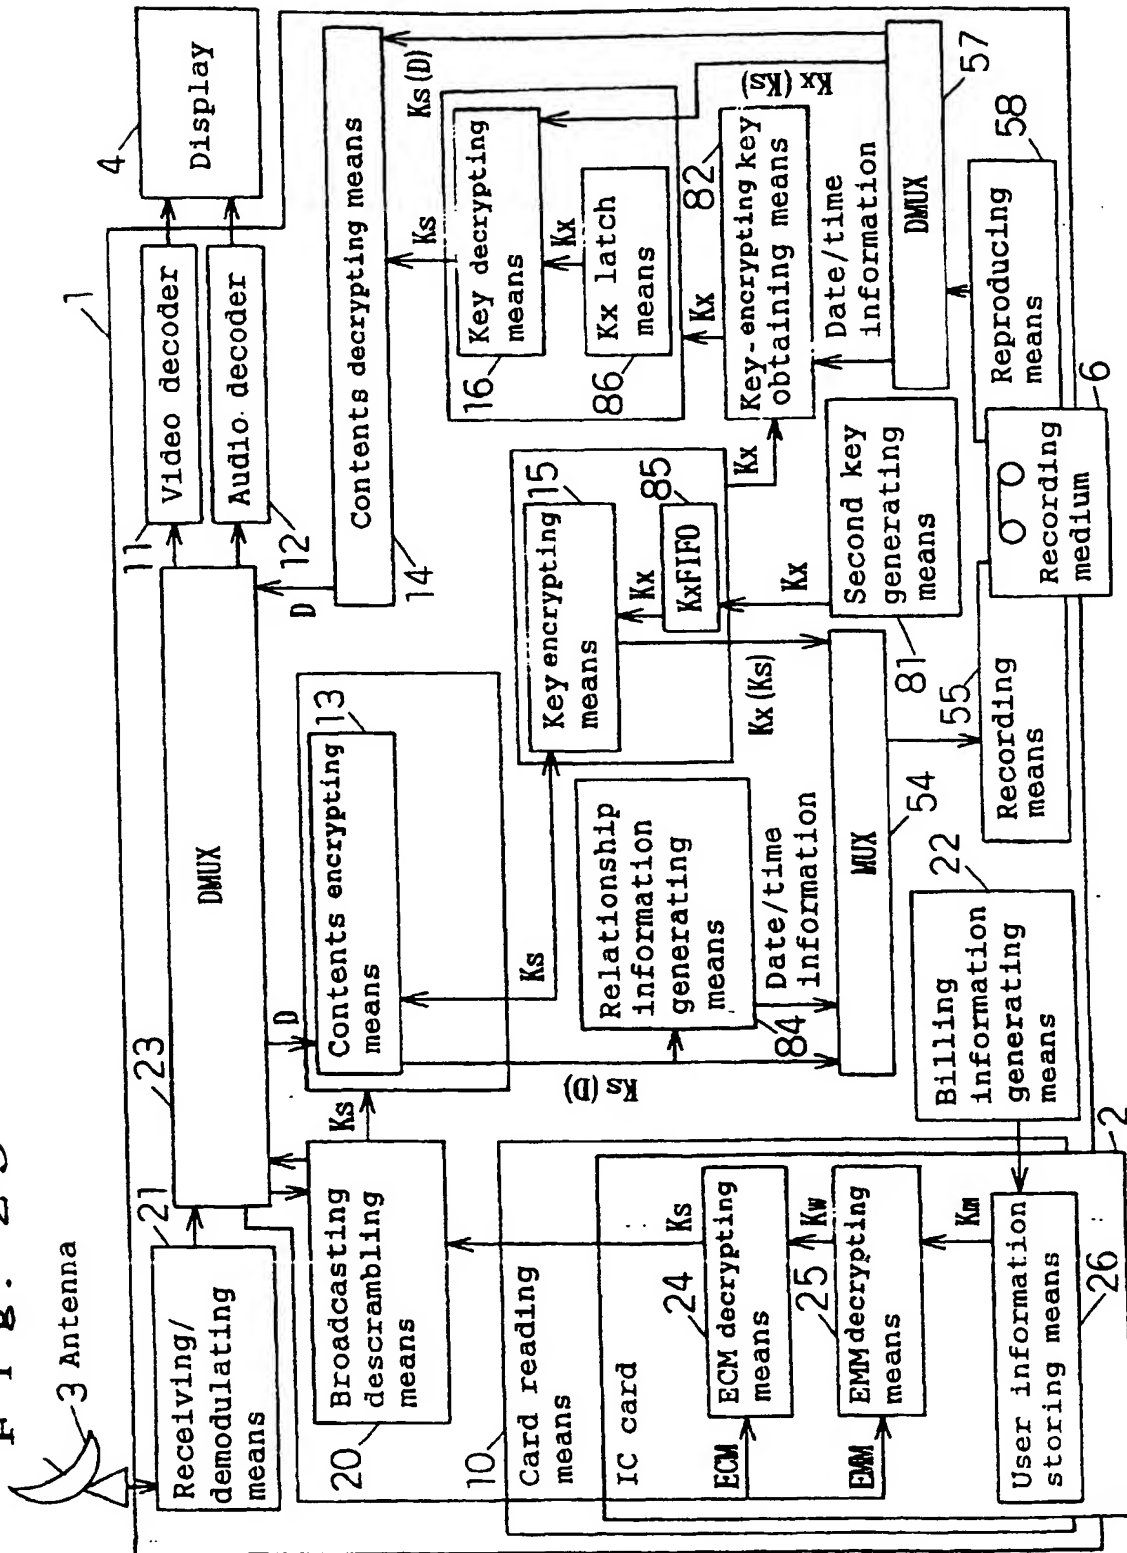 Fig. 25
3 Antenna
21
Receiving/
demodulating
means
23
DMUX
1
11
Video decoder
Audio decoder
12
4
Display
20
Broadcasting
descrambling
means
Ks
D
13
Contents encrypting
means
D
14
Contents decrypting means
Ks(D)
Ks
Ks
Ks(D)
10
Card reading
means
IC card
ECM
EMM
24
ECM decrypting
means
Ks
25
Kw
EMM decrypting
means
Km
User information
storing means
26
2
22
Billing
information
generating
means
Relationship
information
generating
means
84
Date/time
information
15
Key encrypting
means
Kx
85
KxFIFO
Kx
Kx(Ks)
Kx
MUX
54
81
Second key
generating
means
16
Key decrypting
means
Kx
Kx latch
means
86
Kx
Kx(Ks)
82
Key-encrypting key
obtaining means
Date/time
information
DMUX
57
55
Recording
means
Recording
medium
6
Reproducing
means
58